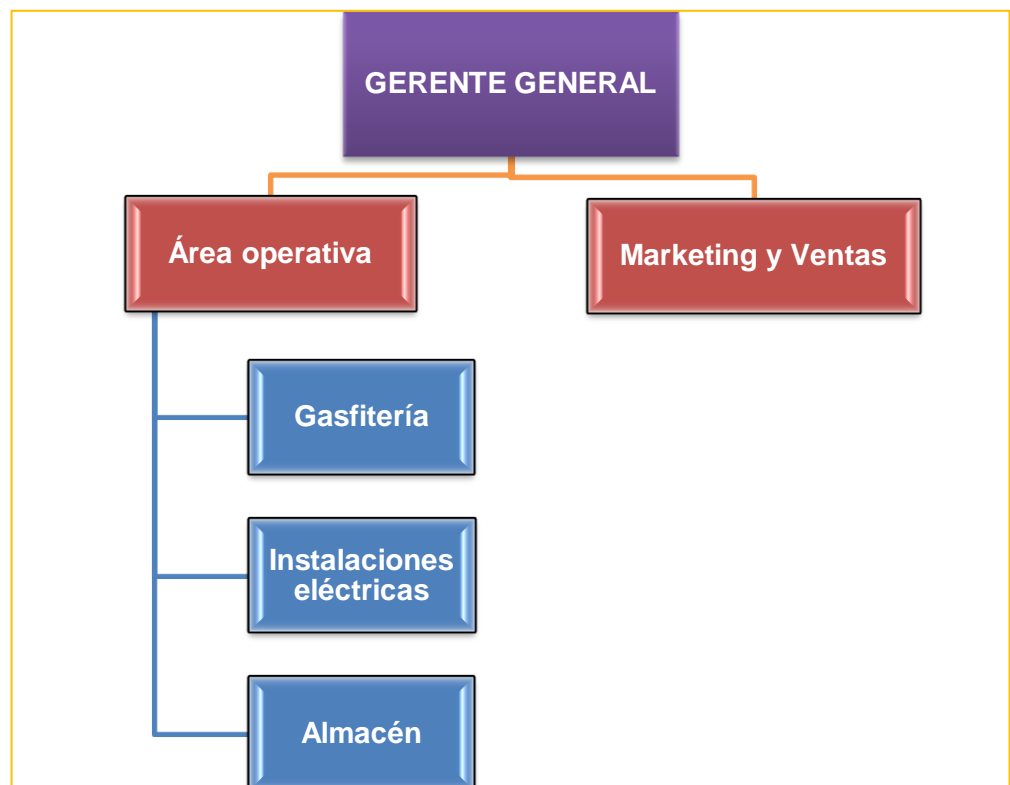 GERENTE GENERAL
Área operativa
Marketing y Ventas
Gasfitería
Instalaciones
eléctricas
Almacén